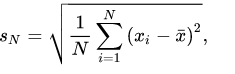 $s_N = \sqrt{\frac{1}{N} \sum_{i=1}^{N} (x_i - \bar{x})^2},$